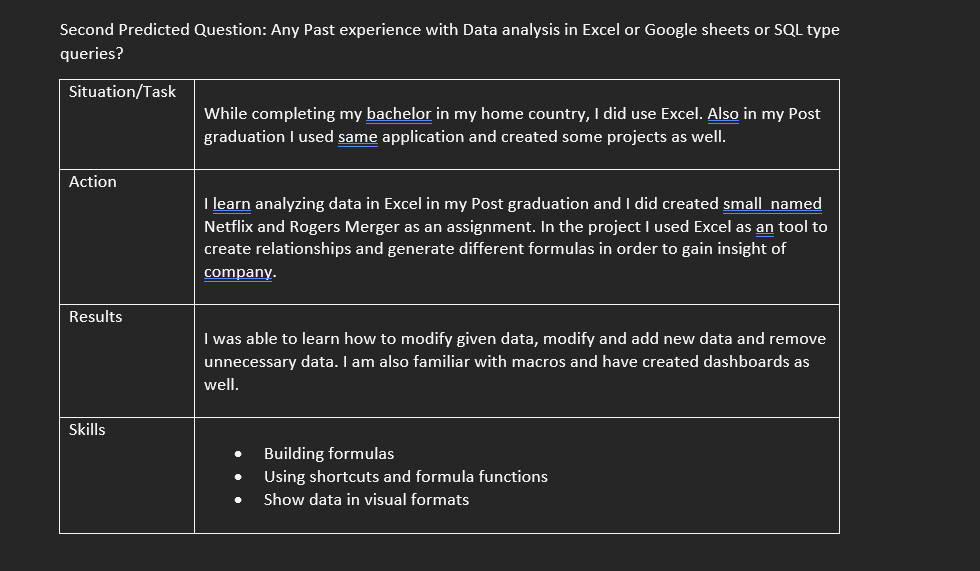 Second Predicted Question: Any Past experience with Data analysis in Excel or Google sheets or SQL type
queries?
Situation/Task
While completing my bachelor in my home country, I did use Excel. Also in my Post
graduation I used same application and created some projects as well.
Action
I learn analyzing data in Excel in my Post graduation and I did created small named
Netflix and Rogers Merger as an assignment. In the project I used Excel as an tool to
create relationships and generate different formulas in order to gain insight of
company.
Results
I was able to learn how to modify given data, modify and add new data and remove
unnecessary data. I am also familiar with macros and have created dashboards as
well.
Skills
• Building formulas
• Using shortcuts and formula functions
• Show data in visual formats